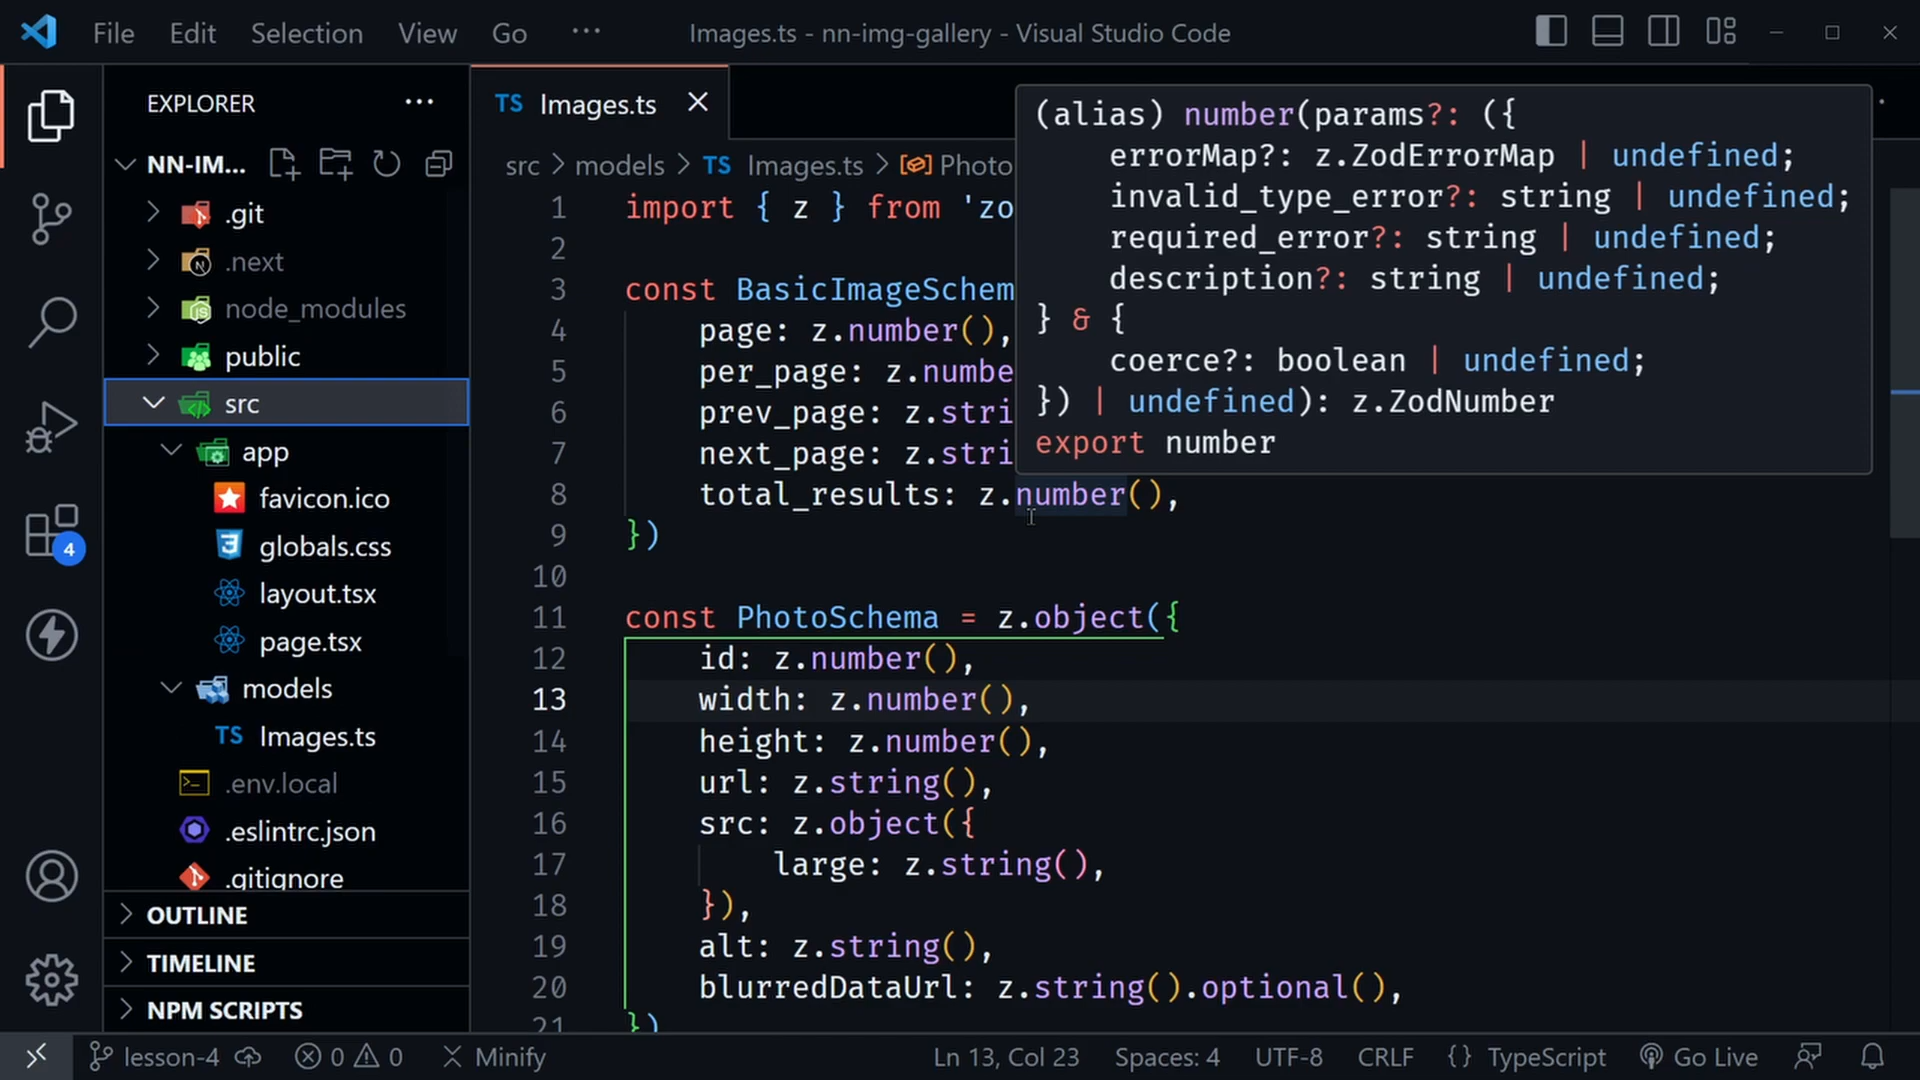 File Edit Selection View Go ··· Images.ts - nn-img-gallery - Visual Studio Code
EXPLORER ···
NN-IM...
.git
.next
node_modules
public
src
app
favicon.ico
globals.css
layout.tsx
page.tsx
models
TS Images.ts
.env.local
.eslintrc.json
.gitignore
OUTLINE
TIMELINE
NPM SCRIPTS
4
TS Images.ts
src > models > TS Images.ts > Photo
1 import { z } from 'zo
2
3 const BasicImageSchem
4 page: z.number(),
5 per_page: z.numbe
6 prev_page: z.stri
7 next_page: z.stri
8 total_results: z.number(),
9 })
10
11 const PhotoSchema = z.object({
12 id: z.number(),
13 width: z.number(),
14 height: z.number(),
15 url: z.string(),
16 src: z.object({
17 large: z.string(),
18 }),
19 alt: z.string(),
20 blurredDataUrl: z.string().optional(),
21 })
(alias) number(params?: ({
errorMap?: z.ZodErrorMap | undefined;
invalid_type_error?: string | undefined;
required_error?: string | undefined;
description?: string | undefined;
} & {
coerce?: boolean | undefined;
}) | undefined): z.ZodNumber
export number
lesson-4 0 0 Minify Ln 13, Col 23 Spaces: 4 UTF-8 CRLF {} TypeScript Go Live